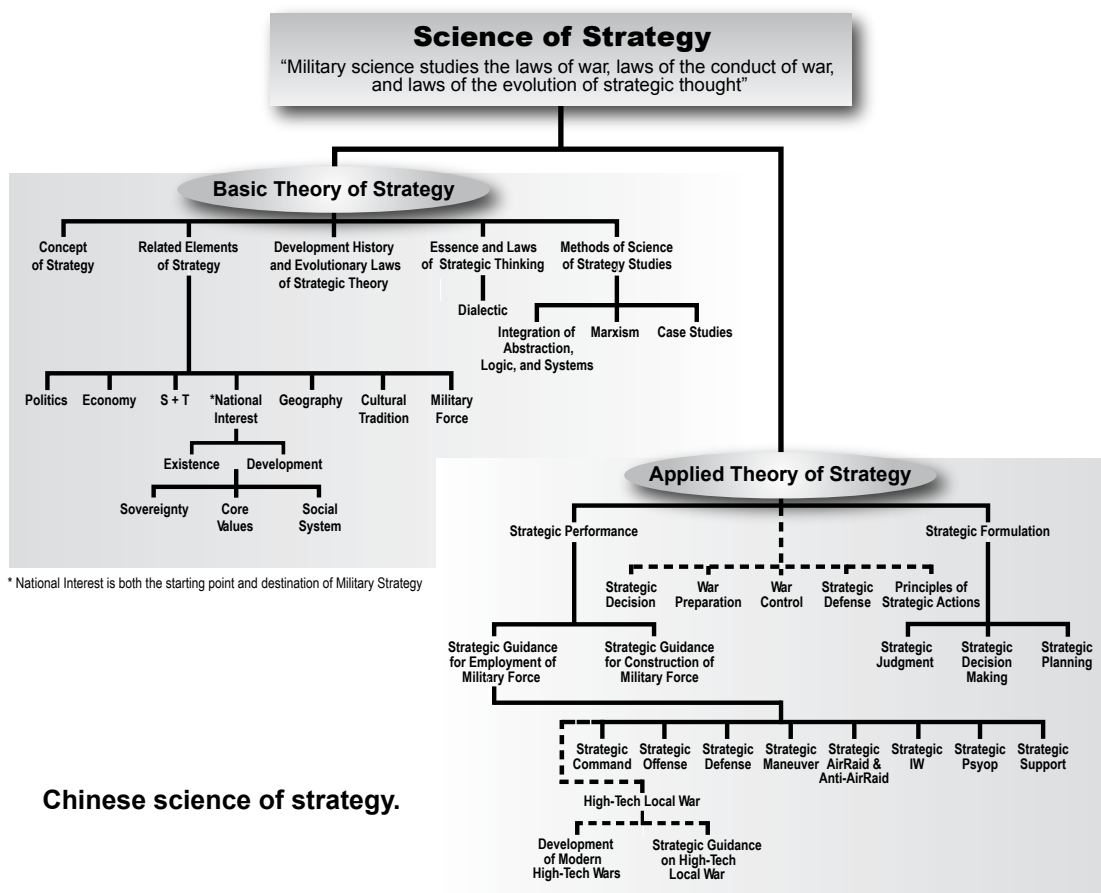 Science of Strategy
“Military science studies the laws of war, laws of the conduct of war,
and laws of the evolution of strategic thought”
Basic Theory of Strategy
Concept
of Strategy
Related Elements
of Strategy
Development History
and Evolutionary Laws
of Strategic Theory
Essence and Laws
of Strategic Thinking
Methods of Science
of Strategy Studies
Dialectic
Integration of
Abstraction,
Logic, and Systems
Marxism
Case Studies
Politics
Economy
S + T
*National
Interest
Geography
Cultural
Tradition
Military
Force
Existence
Development
Sovereignty
Core
Values
Social
System
* National Interest is both the starting point and destination of Military Strategy
Applied Theory of Strategy
Strategic Performance
Strategic Formulation
Strategic
Decision
War
Preparation
War
Control
Strategic
Defense
Principles of
Strategic Actions
Strategic Guidance
for Employment of
Military Force
Strategic Guidance
for Construction of
Military Force
Strategic
Judgment
Strategic
Decision
Making
Strategic
Planning
Strategic
Command
Strategic
Offense
Strategic
Defense
Strategic
Maneuver
Strategic
AirRaid &
Anti-AirRaid
Strategic
IW
Strategic
Psyop
Strategic
Support
High-Tech Local War
Development
of Modern
High-Tech Wars
Strategic Guidance
on High-Tech
Local War
Chinese science of strategy.